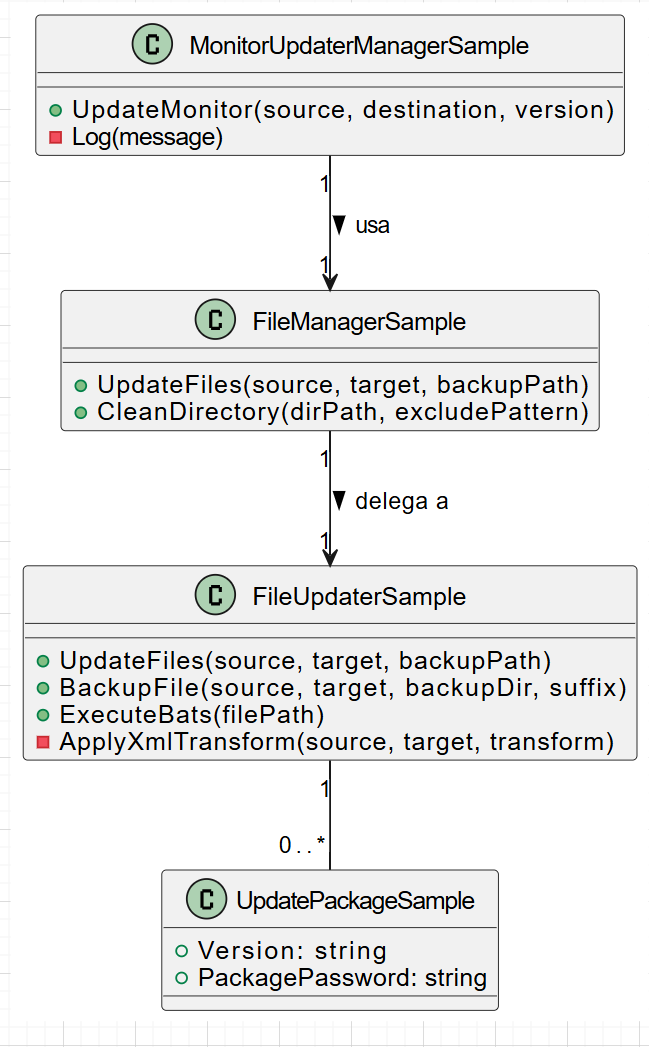 C MonitorUpdaterManagerSample
UpdateMonitor(source, destination, version)
Log(message)
1
usa
1
C FileManagerSample
UpdateFiles(source, target, backupPath)
CleanDirectory(dirPath, excludePattern)
1
delega a
1
C FileUpdaterSample
UpdateFiles(source, target, backupPath)
BackupFile(source, target, backupDir, suffix)
ExecuteBats(filePath)
ApplyXmlTransform(source, target, transform)
1
0..*
C UpdatePackageSample
Version: string
PackagePassword: string